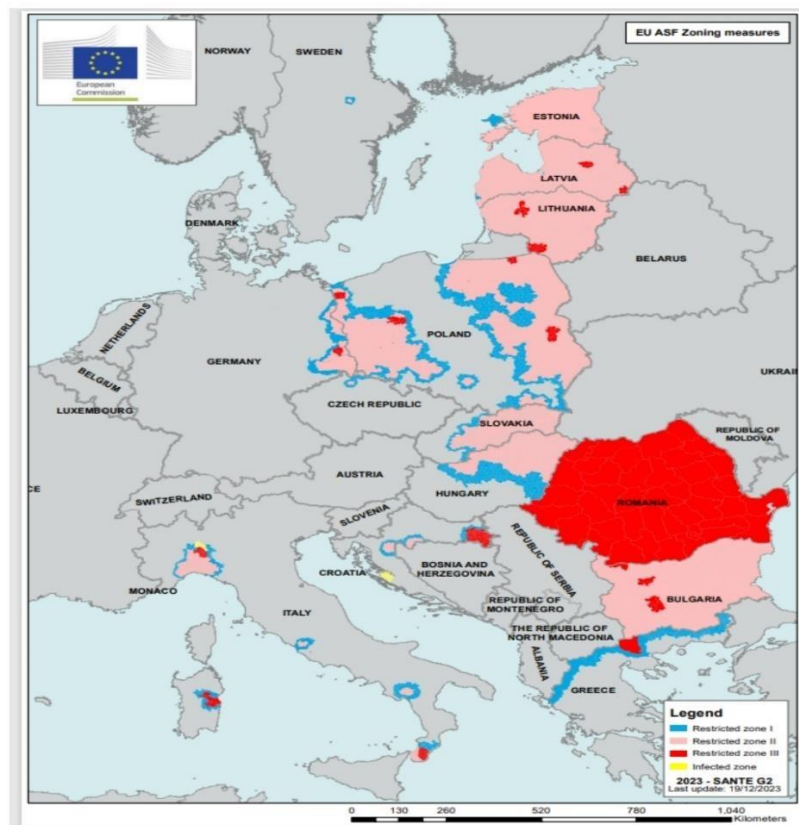 EU ASF Zoning measures
European
Commission
NORWAY
SWEDEN
ESTONIA
LATVIA
LITHUANIA
DENMARK
BELARUS
NETHERLANDS
POLAND
GERMANY
BELGIUM
UKRAI
LUXEMBOURG
CZECH REPUBLIC
SLOVAKIA
REPUBLIC OF
MOLDOVA
AUSTRIA
CE
HUNGARY
SWITZERLAND
ROMANIA
SLOVENIA
REPUBLIC OF SERBIA
BOSNIA AND
HERZEGOVINA
CROATIA
MONACO
REPUBLIC OF
MONTENEGRO
BULGARIA
ITALY
THE REPUBLIC OF
NORTH MACEDONIA
ALBANIA
GREECE
Legend
Restricted zone I
Restricted zone II
Restricted zone III
Infected zone
2023 - SANTE G2
Last update: 19/12/2023
0 130 260 520 780 1,040
Kilometers